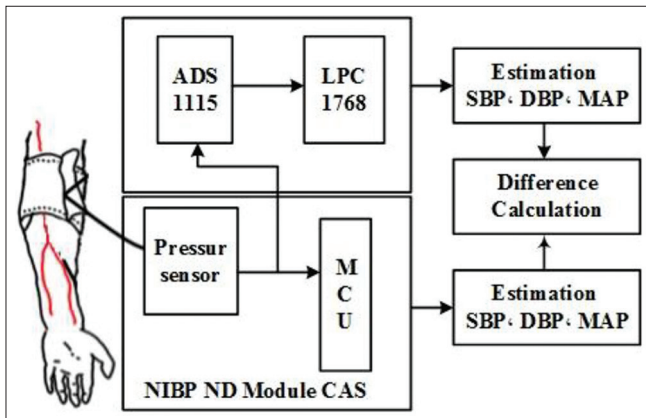 ADS
1115
LPC
1768
Estimation
SBP، DBP، MAP
Difference
Calculation
Pressur
sensor
M
C
U
Estimation
SBP، DBP، MAP
NIBP ND Module CAS